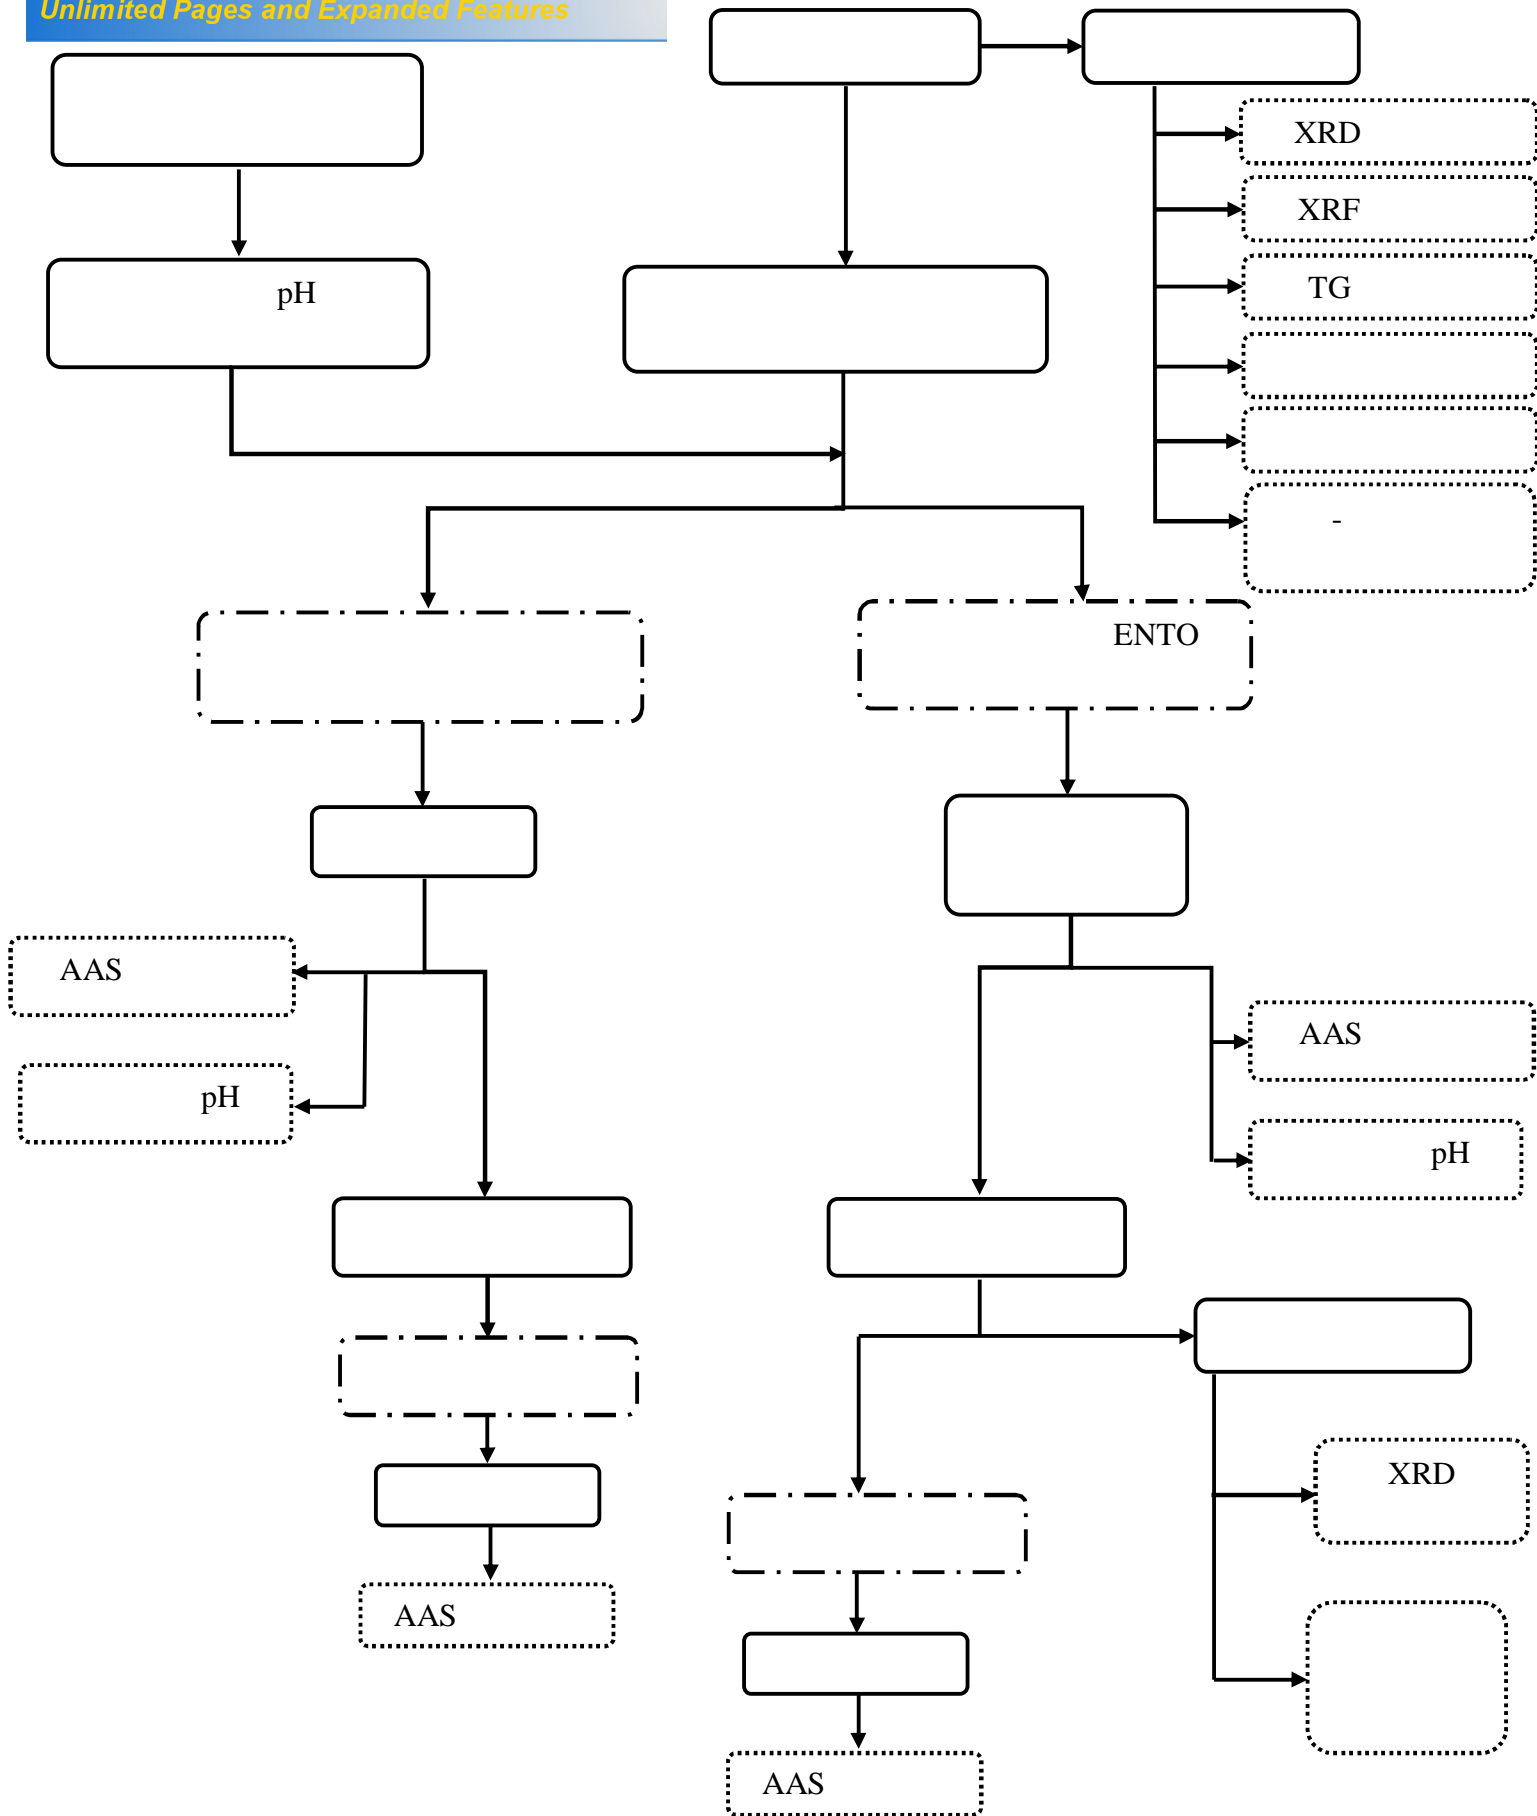 Unlimited Pages and Expanded Features
XRD
XRF
TG
pH
-
ENTO
AAS
AAS
pH
pH
XRD
AAS
AAS